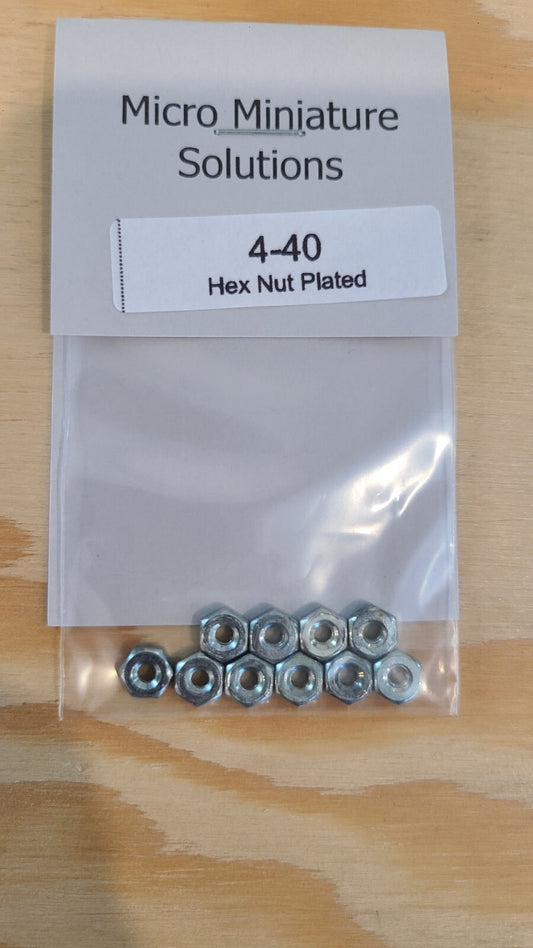 Micro Miniature
Solutions
4-40
Hex Nut Plated